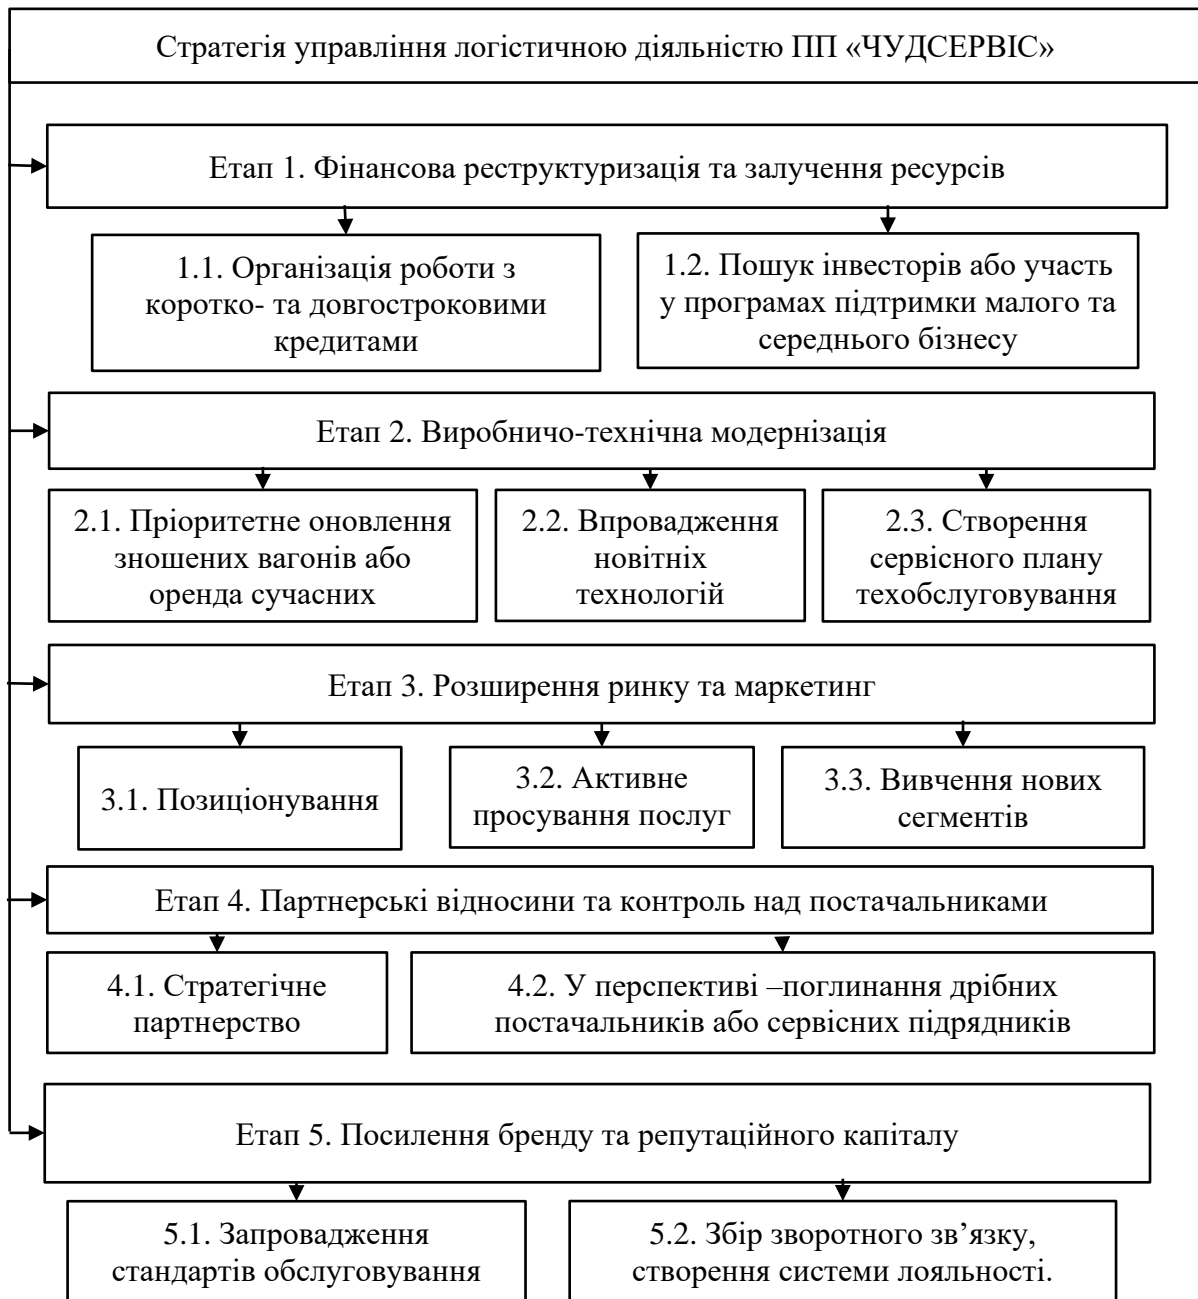 Стратегія управління логістичною діяльністю ПП «ЧУДСЕРВІС»
Етап 1. Фінансова реструктуризація та залучення ресурсів
1.1. Організація роботи з
коротко- та довгостроковими
кредитами
1.2. Пошук інвесторів або участь
у програмах підтримки малого та
середнього бізнесу
Етап 2. Виробничо-технічна модернізація
2.1. Пріоритетне оновлення
зношених вагонів або
оренда сучасних
2.2. Впровадження
новітніх
технологій
2.3. Створення
сервісного плану
техобслуговування
Етап 3. Розширення ринку та маркетинг
3.1. Позиціонування
3.2. Активне
просування послуг
3.3. Вивчення нових
сегментів
Етап 4. Партнерські відносини та контроль над постачальниками
4.1. Стратегічне
партнерство
4.2. У перспективі –поглинання дрібних
постачальників або сервісних підрядників
Етап 5. Посилення бренду та репутаційного капіталу
5.1. Запровадження
стандартів обслуговування
5.2. Збір зворотного зв’язку,
створення системи лояльності.